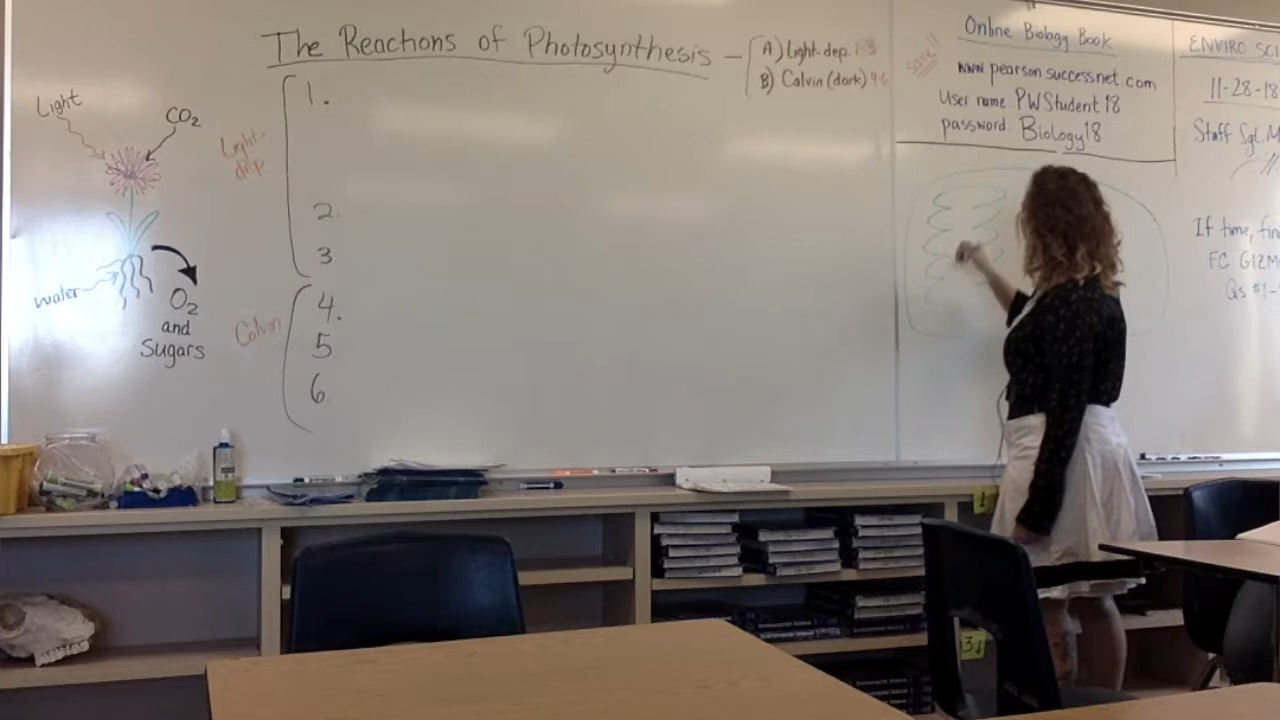 The Reactions of Photosynthesis - A) Light-dep. 1-3
B) Calvin (dark) 4-6
Light
CO2
water
O2
and
Sugars
Light-
dep.
1.
2.
3.
Calvin
4.
5
6
Online Biology Book
www.pearsonsuccessnet.com
User name PWStudent18
password: Biology18
ENVIRO SCI
11-28-18
Staff Sgt. M
If time, fin
FC GIZM
Qs #1-